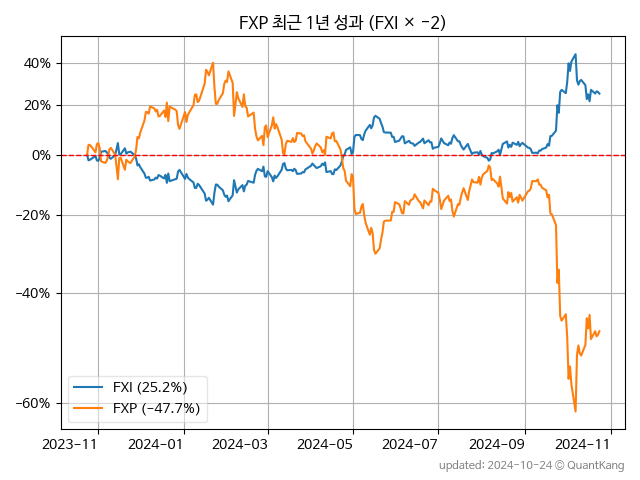 FXP 최근 1년 성과 (FXI × −2)
40%
20%
0%
−20%
−40%
−60%
FXI (25.2%)
FXP (−47.7%)
2023−11 2024−01 2024−03 2024−05 2024−07 2024−09 2024−11
updated: 2024-10-24 © QuantKang